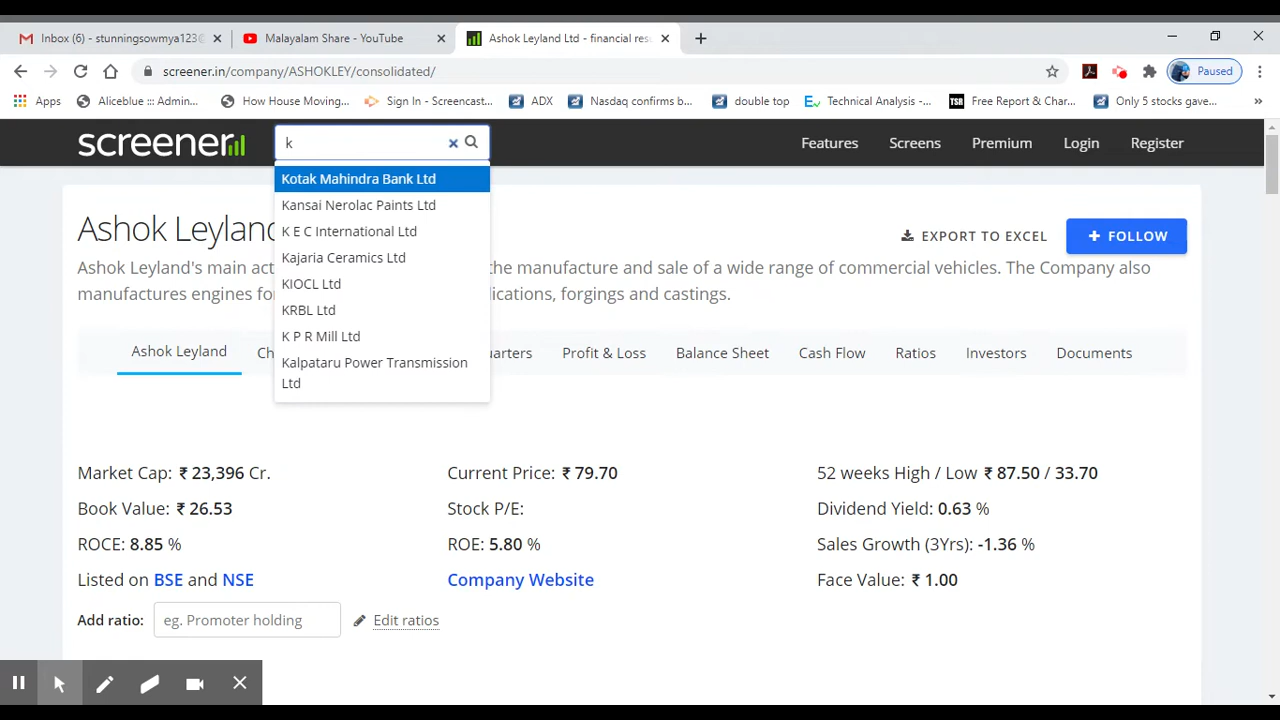 Inbox (6) - stunningsowmya123@
Malayalam Share - YouTube
Ashok Leyland Ltd - financial resu
Paused
screener.in/company/ASHOKLEY/consolidated/
Apps
Aliceblue ::: Admin...
How House Moving...
Sign In - Screencast...
ADX
Nasdaq confirms b...
double top
Technical Analysis -...
Free Report & Char...
Only 5 stocks gave...
screener
k
Features
Screens
Premium
Login
Register
Kotak Mahindra Bank Ltd
Kansai Nerolac Paints Ltd
K E C International Ltd
Kajaria Ceramics Ltd
KIOCL Ltd
KRBL Ltd
K P R Mill Ltd
Kalpataru Power Transmission
Ltd
Ashok Leyland
EXPORT TO EXCEL
+ FOLLOW
Ashok Leyland's main act the manufacture and sale of a wide range of commercial vehicles. The Company also
manufactures engines for lications, forgings and castings.
Ashok Leyland
Ch
uarters
Profit & Loss
Balance Sheet
Cash Flow
Ratios
Investors
Documents
Market Cap: ₹ 23,396 Cr.
Current Price: ₹ 79.70
52 weeks High / Low ₹ 87.50 / 33.70
Book Value: ₹ 26.53
Stock P/E:
Dividend Yield: 0.63 %
ROCE: 8.85 %
ROE: 5.80 %
Sales Growth (3Yrs): -1.36 %
Listed on BSE and NSE
Company Website
Face Value: ₹ 1.00
Add ratio:
eg. Promoter holding
Edit ratios